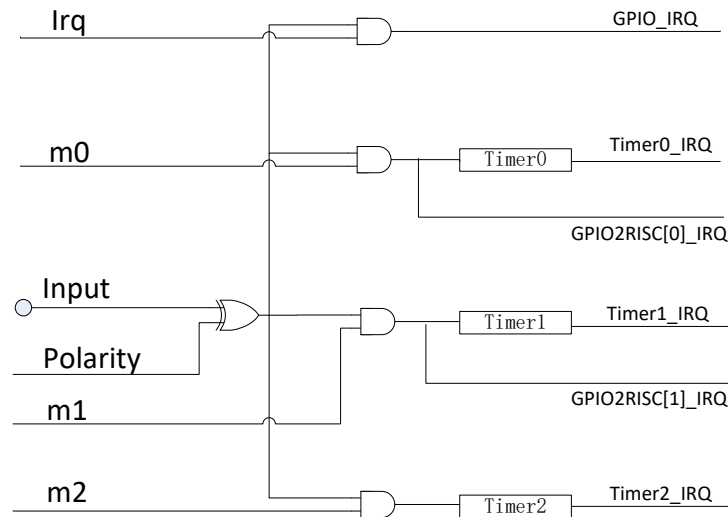 Irq
GPIO_IRQ
m0
Timer0
Timer0_IRQ
GPIO2RISC[0]_IRQ
Input
Timer1
Timer1_IRQ
Polarity
m1
GPIO2RISC[1]_IRQ
m2
Timer2
Timer2_IRQ